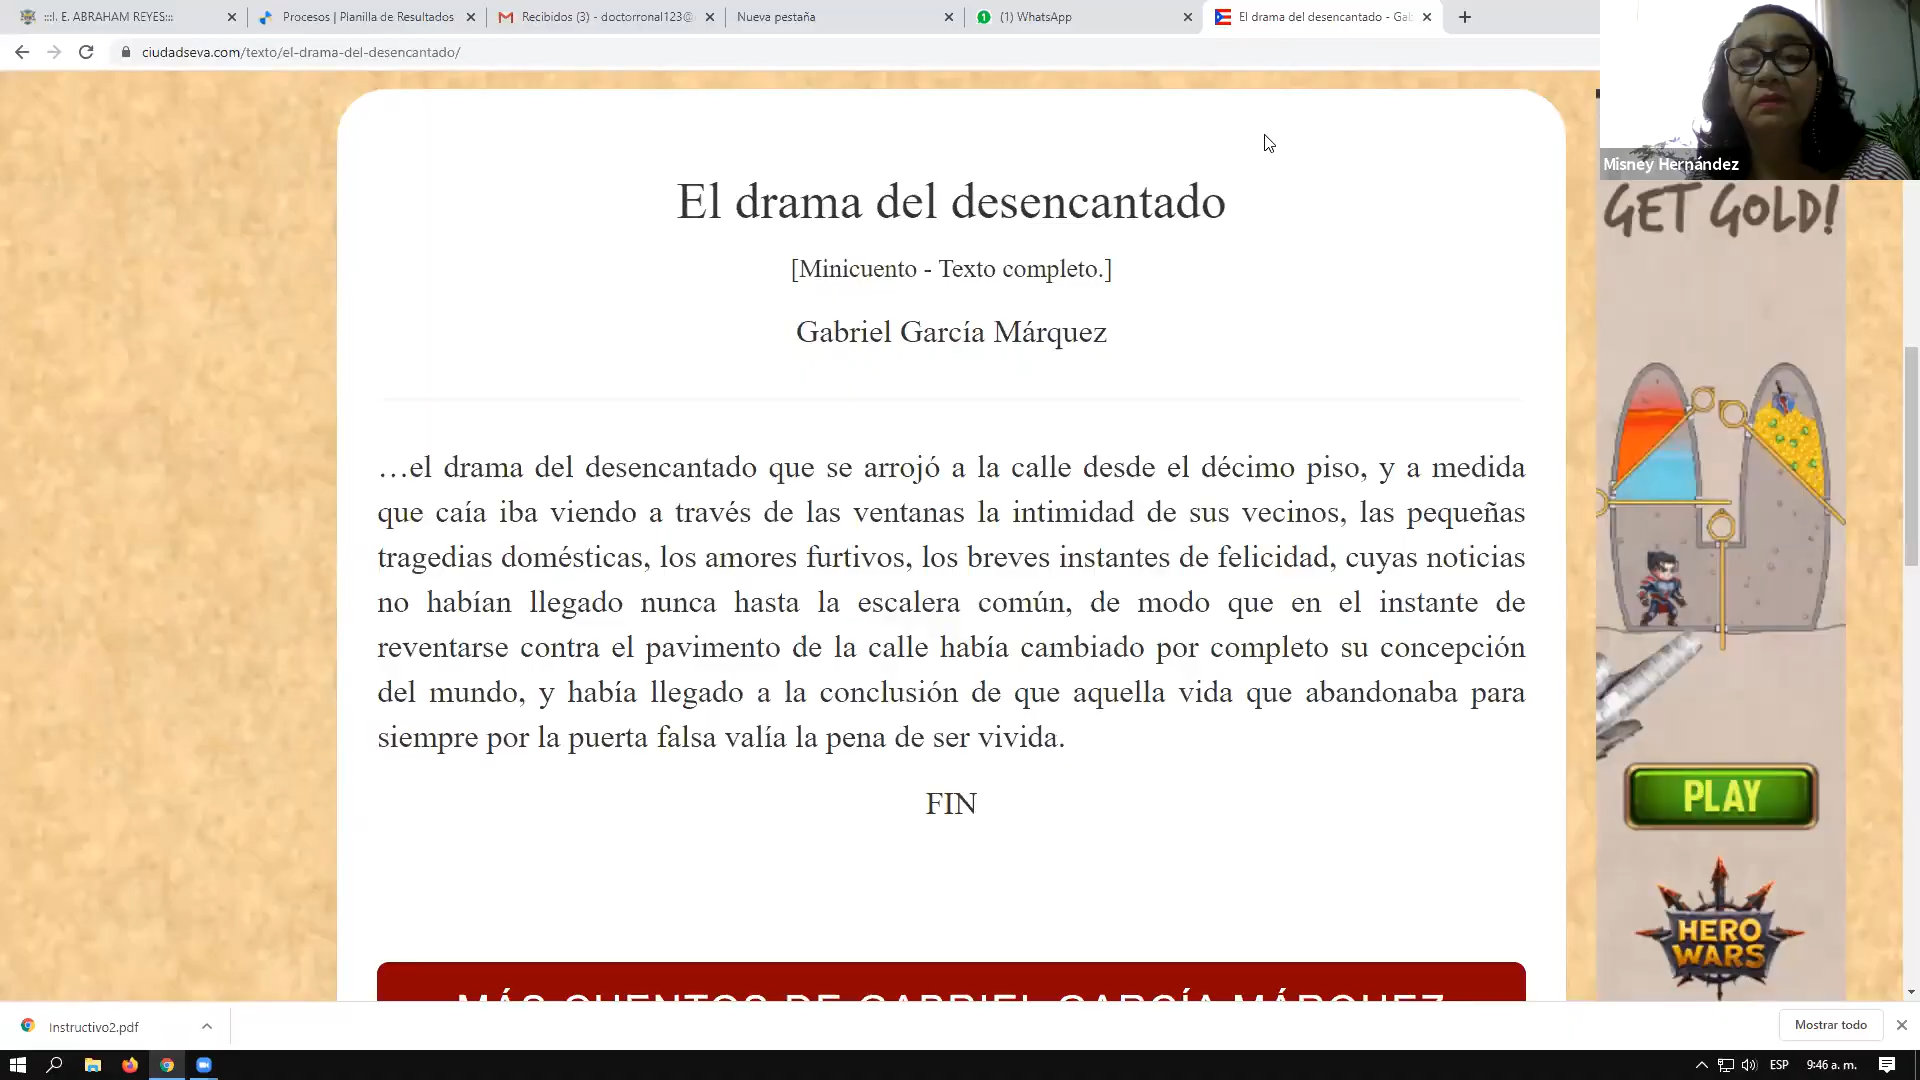 :::I. E. ABRAHAM REYES:::
Procesos | Planilla de Resultados
Recibidos (3) - doctorronal123@
Nueva pestaña
(1) WhatsApp
El drama del desencantado - Gab
ciudadseva.com/texto/el-drama-del-desencantado/
Misney Hernández
GET GOLD!
El drama del desencantado
[Minicuento - Texto completo.]
Gabriel García Márquez
…el drama del desencantado que se arrojó a la calle desde el décimo piso, y a medida
que caía iba viendo a través de las ventanas la intimidad de sus vecinos, las pequeñas
tragedias domésticas, los amores furtivos, los breves instantes de felicidad, cuyas noticias
no habían llegado nunca hasta la escalera común, de modo que en el instante de
reventarse contra el pavimento de la calle había cambiado por completo su concepción
del mundo, y había llegado a la conclusión de que aquella vida que abandonaba para
siempre por la puerta falsa valía la pena de ser vivida.
FIN
PLAY
HERO
WARS
MÁS CUENTOS DE GABRIEL GARCÍA MÁRQUEZ
Instructivo2.pdf
Mostrar todo
ESP
9:46 a. m.